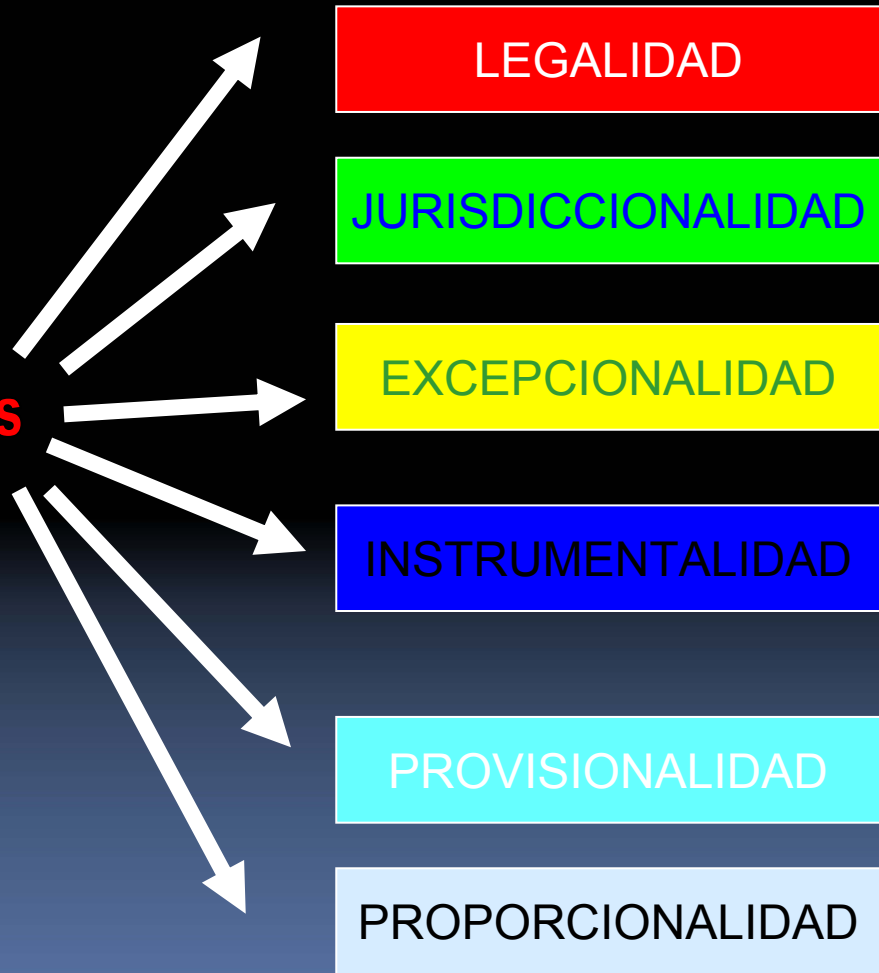 LEGALIDAD
JURISDICCIONALIDAD
EXCEPCIONALIDAD
S
INSTRUMENTALIDAD
PROVISIONALIDAD
PROPORCIONALIDAD